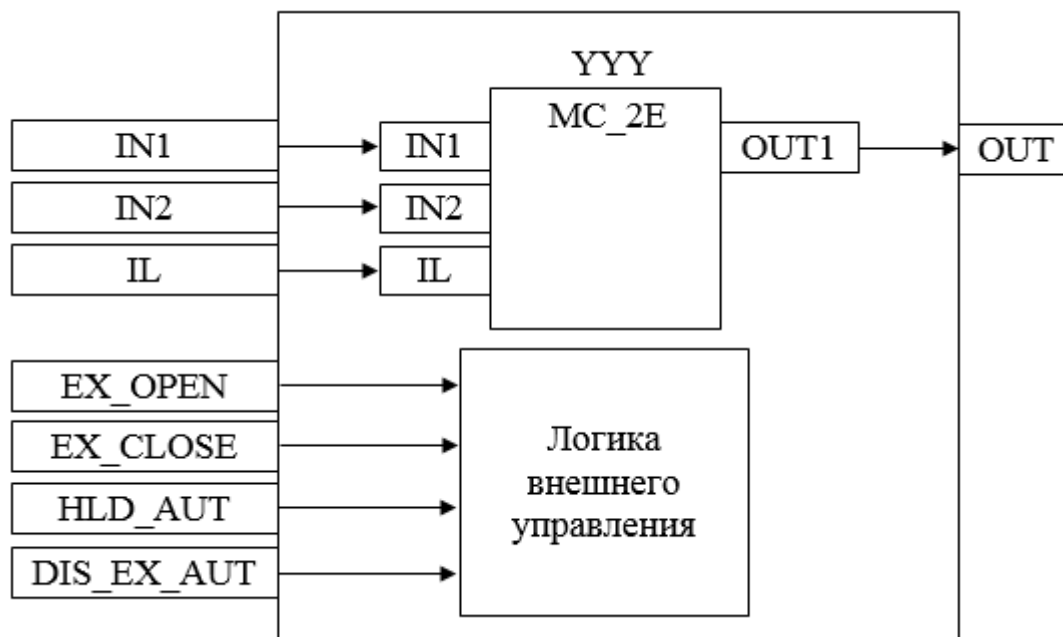 YYY
MC_2E
IN1
IN1
OUT1
OUT
IN2
IN2
IL
IL
EX_OPEN
EX_CLOSE
HLD_AUT
DIS_EX_AUT
Логика
внешнего
управления